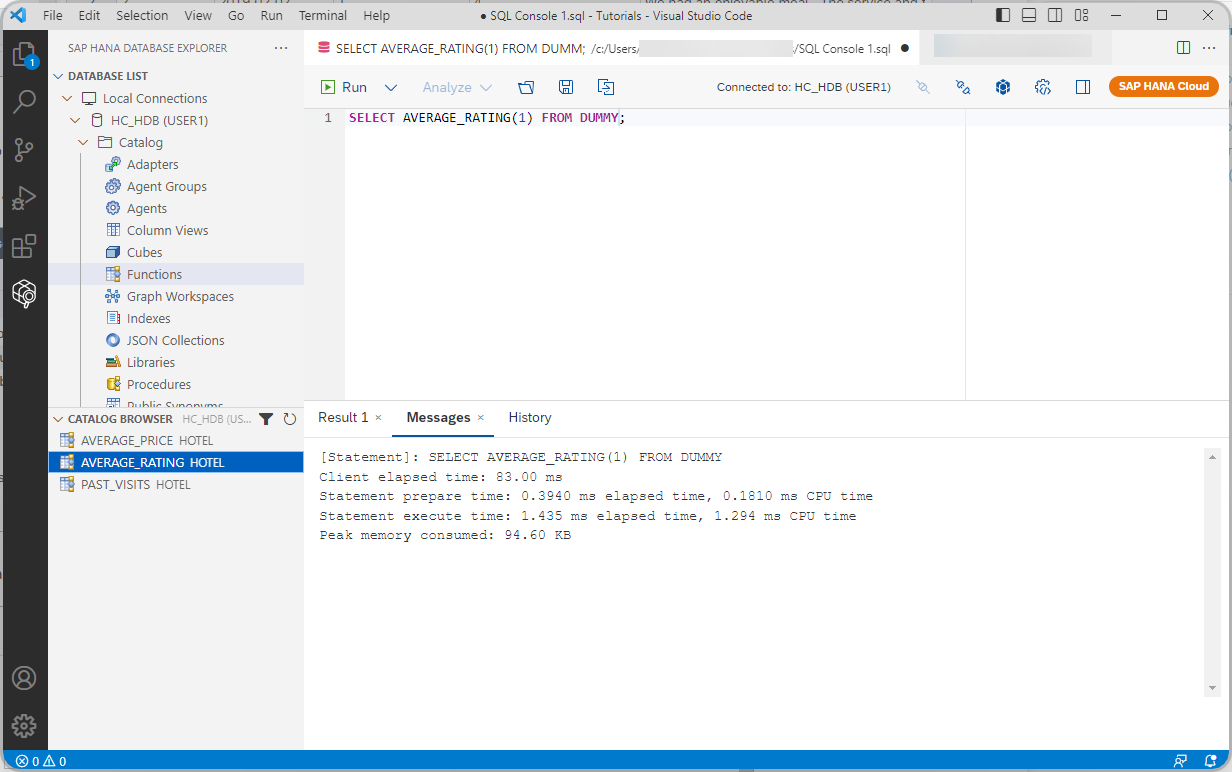 File Edit Selection View Go Run Terminal Help ● SQL Console 1.sql - Tutorials - Visual Studio Code
SAP HANA DATABASE EXPLORER ···
SELECT AVERAGE_RATING(1) FROM DUMM; /c:/Users/ /SQL Console 1.sql ●
1
DATABASE LIST
Run Analyze Connected to: HC_HDB (USER1) SAP HANA Cloud
Local Connections
HC_HDB (USER1)
Catalog
Adapters
Agent Groups
Agents
Column Views
Cubes
Functions
Graph Workspaces
Indexes
JSON Collections
Libraries
Procedures
Public Synonyms
1 SELECT AVERAGE_RATING(1) FROM DUMMY;
CATALOG BROWSER HC_HDB (US...
AVERAGE_PRICE HOTEL
AVERAGE_RATING HOTEL
PAST_VISITS HOTEL
Result 1 × Messages × History
[Statement]: SELECT AVERAGE_RATING(1) FROM DUMMY
Client elapsed time: 83.00 ms
Statement prepare time: 0.3940 ms elapsed time, 0.1810 ms CPU time
Statement execute time: 1.435 ms elapsed time, 1.294 ms CPU time
Peak memory consumed: 94.60 KB
0 0